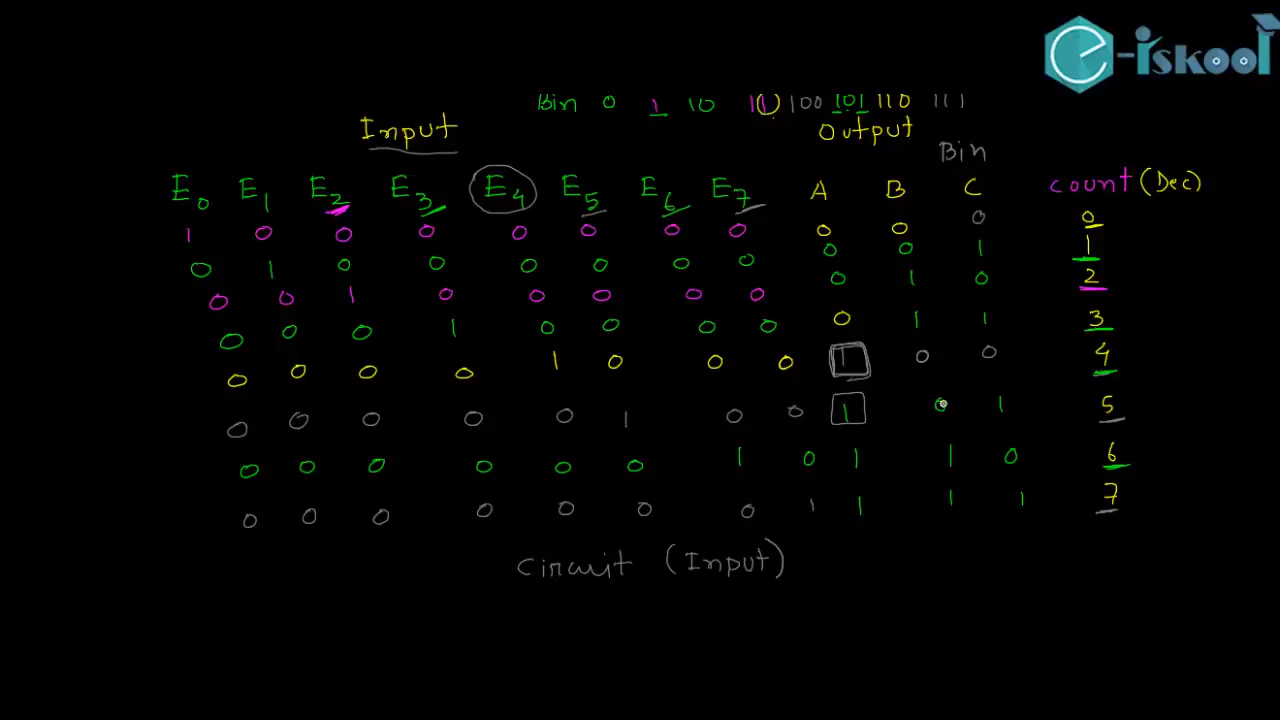 e-iskool
Bin 0 1 10 11 100 101 110 111
Input Output
Bin
E0 E1 E2 E3 E4 E5 E6 E7 A B C count (Dec)
1 0 0 0 0 0 0 0 0 0 0 0
0 1 0 0 0 0 0 0 0 0 1 1
0 0 1 0 0 0 0 0 0 1 0 2
0 0 0 1 0 0 0 0 0 1 1 3
0 0 0 0 1 0 0 0 1 0 0 4
0 0 0 0 0 1 0 0 1 0 1 5
0 0 0 0 0 0 1 0 1 1 0 6
0 0 0 0 0 0 0 1 1 1 1 7
Circuit (Input)